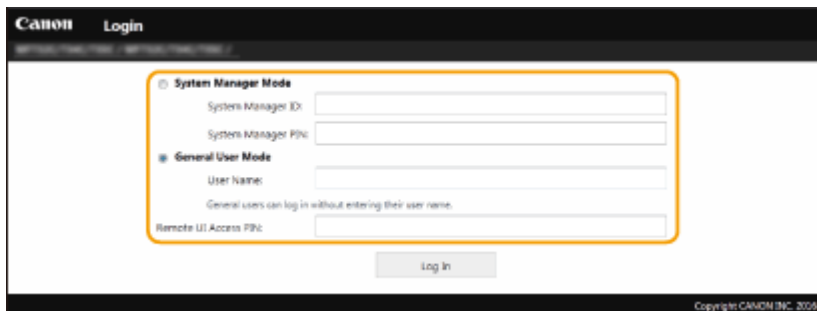 Canon Login
System Manager Mode
System Manager ID:
System Manager PIN:
General User Mode
User Name:
General users can log in without entering their user name.
Remote UI Access PIN:
Log In
Copyright CANON INC. 2016